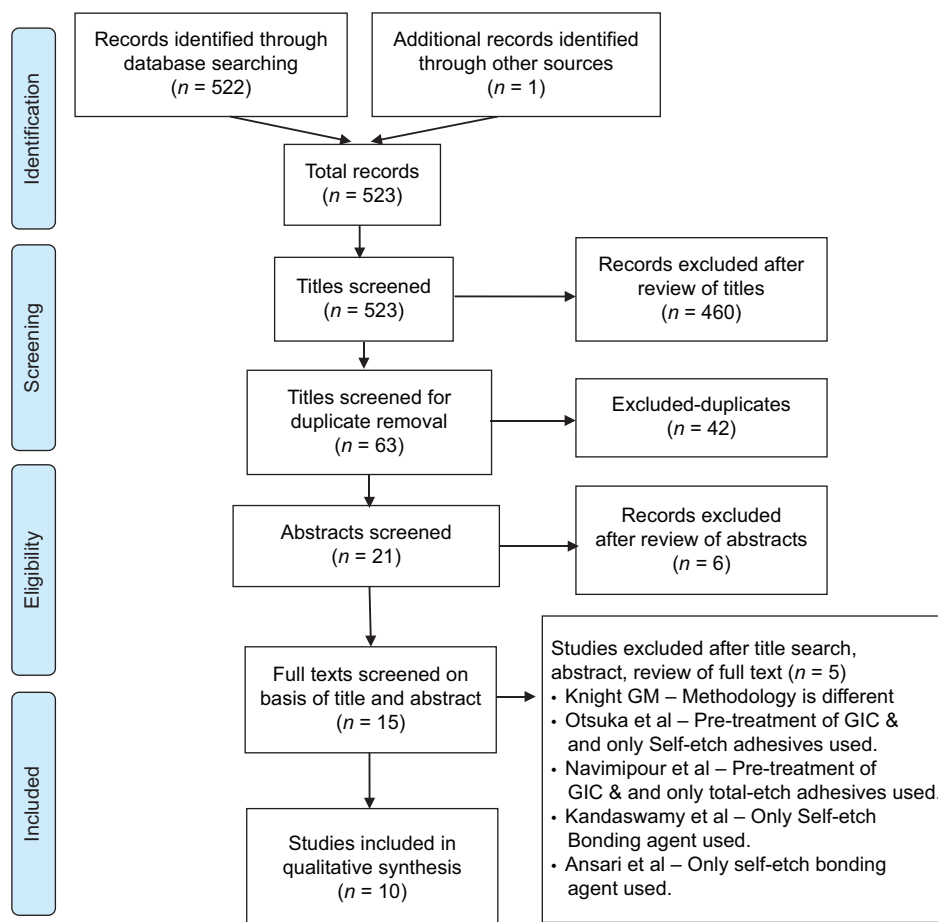 Identification
Records identified through
database searching
(n = 522)
Additional records identified
through other sources
(n = 1)
Total records
(n = 523)
Screening
Titles screened
(n = 523)
Records excluded after
review of titles
(n = 460)
Titles screened for
duplicate removal
(n = 63)
Excluded-duplicates
(n = 42)
Eligibility
Abstracts screened
(n = 21)
Records excluded
after review of abstracts
(n = 6)
Full texts screened on
basis of title and abstract
(n = 15)
Studies excluded after title search,
abstract, review of full text (n = 5)
• Knight GM – Methodology is different
• Otsuka et al – Pre-treatment of GIC &
and only Self-etch adhesives used.
• Navimipour et al – Pre-treatment of
GIC & and only total-etch adhesives used.
• Kandaswamy et al – Only Self-etch
Bonding agent used.
• Ansari et al – Only self-etch bonding
agent used.
Included
Studies included in
qualitative synthesis
(n = 10)